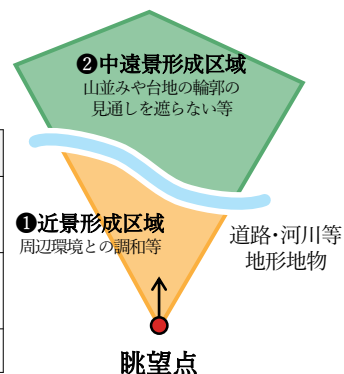 ❷中遠景形成区域
山並みや台地の輪郭の
見通しを遮らない等
❶近景形成区域
周辺環境との調和等
道路・河川等
地形地物
眺望点